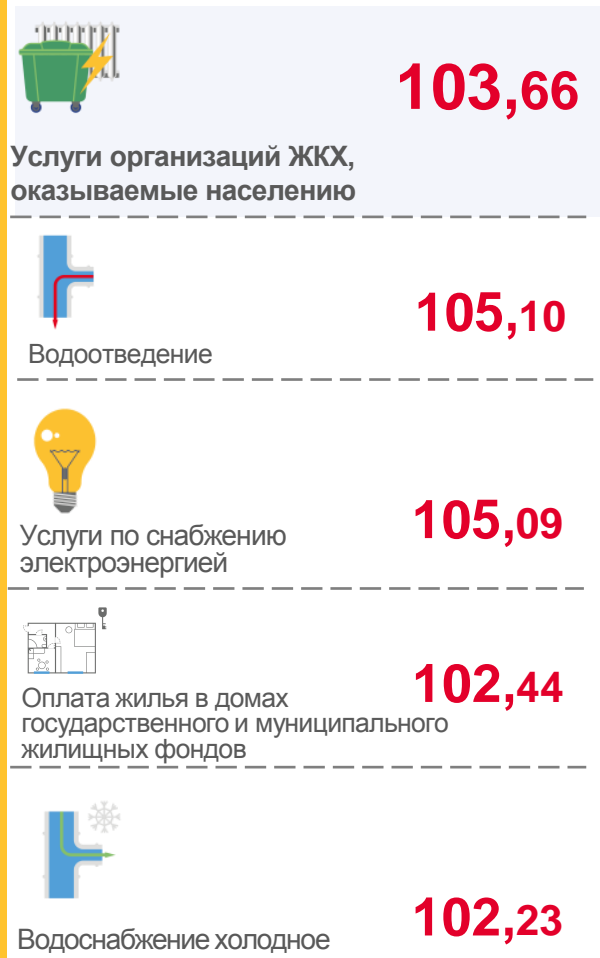 103,66
Услуги организаций ЖКХ,
оказываемые населению
105,10
Водоотведение
105,09
Услуги по снабжению
электроэнергией
102,44
Оплата жилья в домах
государственного и муниципального
жилищных фондов
102,23
Водоснабжение холодное